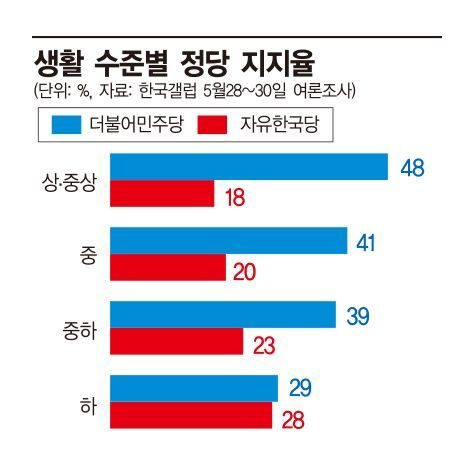 생활 수준별 정당 지지율
(단위: %, 자료: 한국갤럽 5월28~30일 여론조사)
더불어민주당 자유한국당
상·중상 48
18
중 41
20
중하 39
23
하 29
28